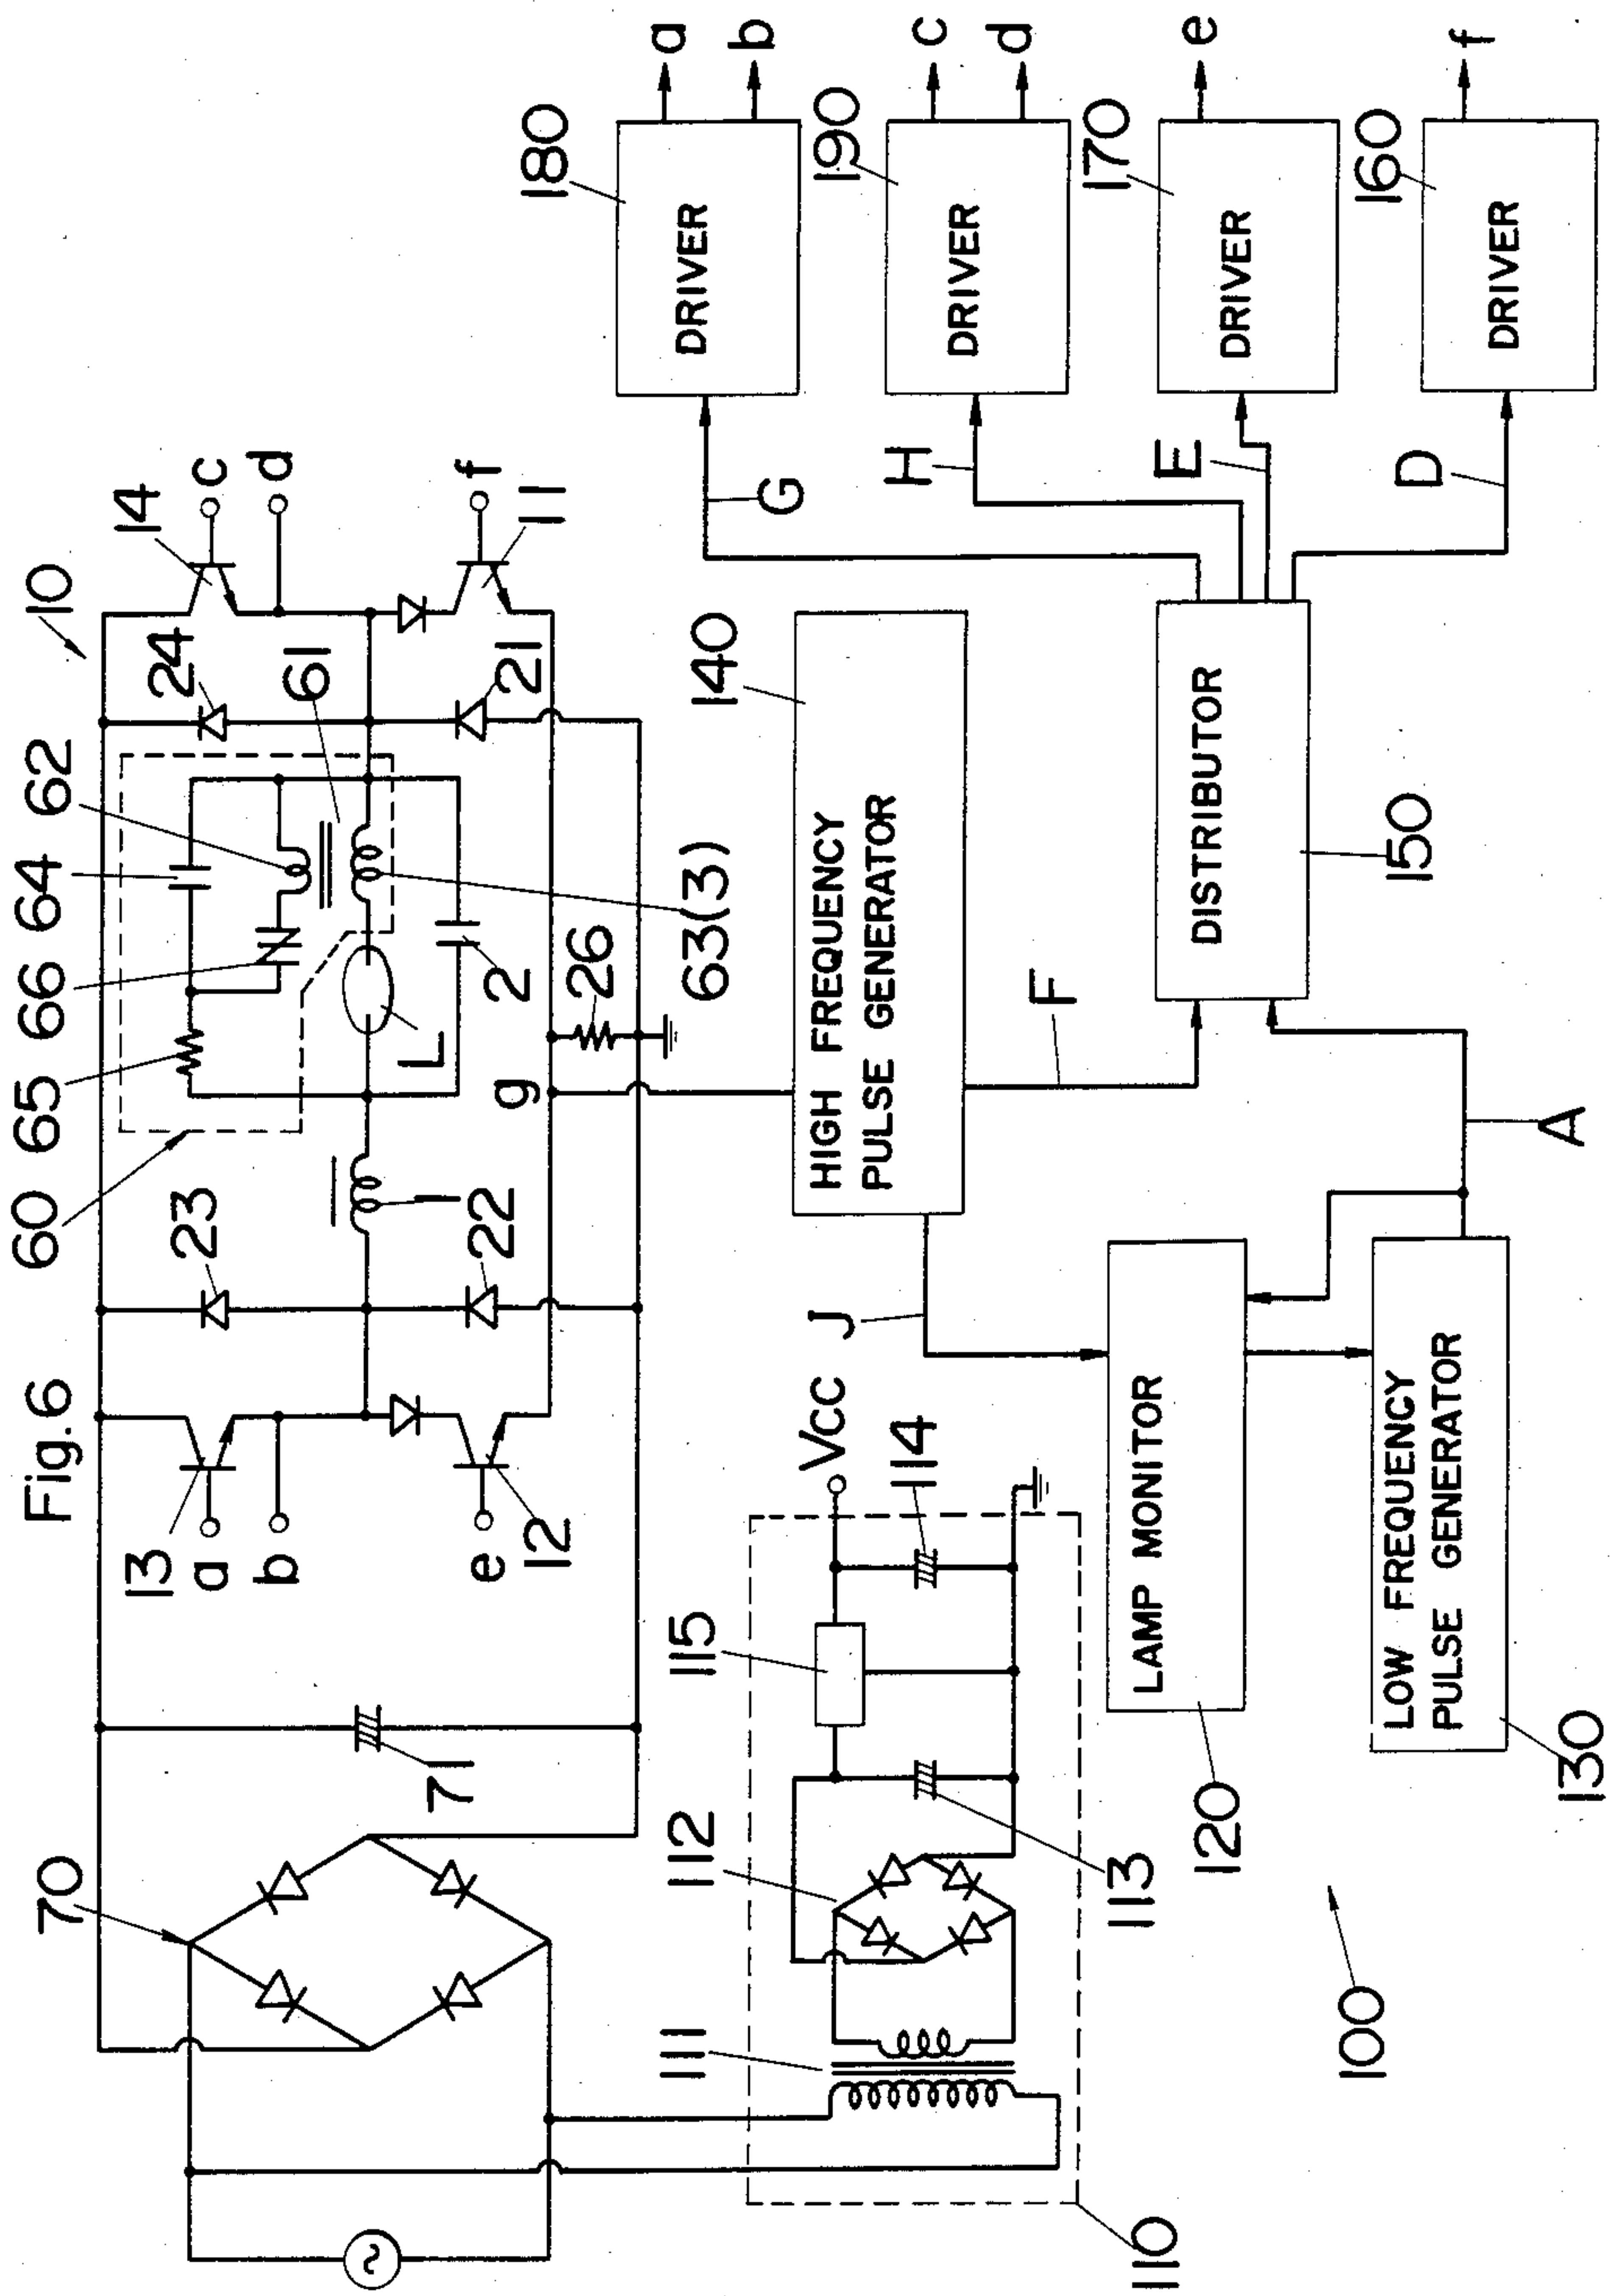 Fig.6
10
60
65
66
64
62
61
24
14
c
d
23
13
a
b
70
71
e
12
22
1
g
L
2
26
63(3)
21
f
11
111
112
113
115
114
Vcc
110
100
J
140
HIGH FREQUENCY
PULSE GENERATOR
F
120
LAMP MONITOR
130
LOW FREQUENCY
PULSE GENERATOR
A
150
DISTRIBUTOR
G
H
E
D
180
DRIVER
a
b
190
DRIVER
c
d
170
DRIVER
e
160
DRIVER
f